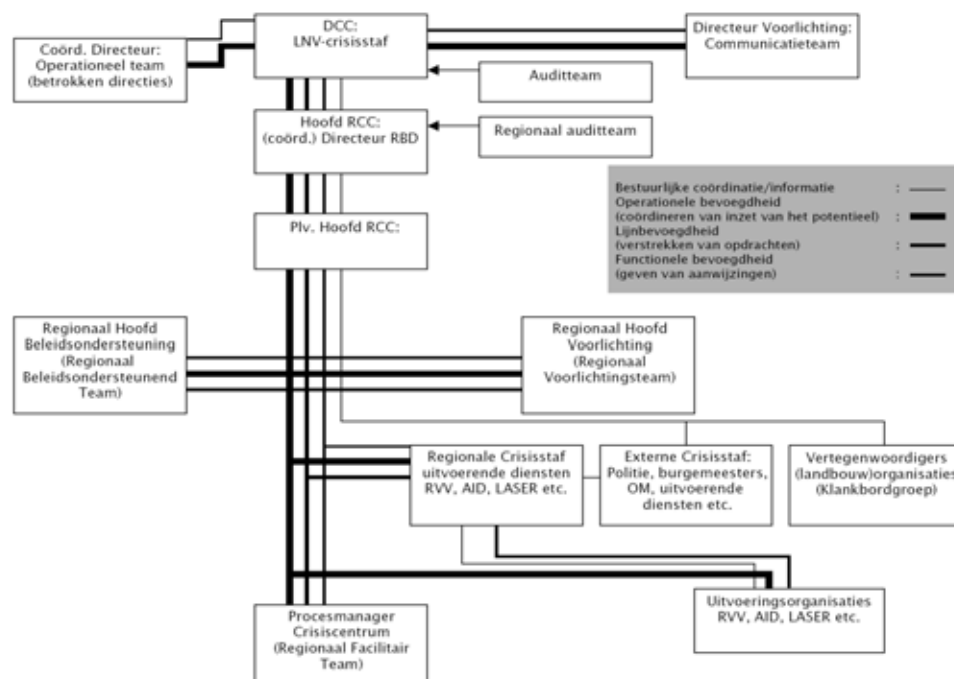 DCC:
LNV-crisisstaf
Directeur Voorlichting:
Communicatieteam
Coörd. Directeur:
Operationeel team
(betrokken directies)
Auditteam
Hoofd RCC:
(coörd.) Directeur RBD
Regionaal auditteam
Bestuurlijke coördinatie/informatie :
Operationele bevoegdheid
(coördineren van inzet van het potentieel) :
Lijnbevoegdheid
(verstrekken van opdrachten) :
Functionele bevoegdheid
(geven van aanwijzingen) :
Plv. Hoofd RCC:
Regionaal Hoofd
Beleidsondersteuning
(Regionaal
Beleidsondersteunend
Team)
Regionaal Hoofd
Voorlichting
(Regionaal
Voorlichtingsteam)
Regionale Crisisstaf
uitvoerende diensten
RVV, AID, LASER etc.
Externe Crisisstaf:
Politie, burgemeesters,
OM, uitvoerende
diensten etc.
Vertegenwoordigers
(landbouw)organisaties
(Klankbordgroep)
Uitvoeringsorganisaties
RVV, AID, LASER etc.
Procesmanager
Crisiscentrum
(Regionaal Facilitair
Team)